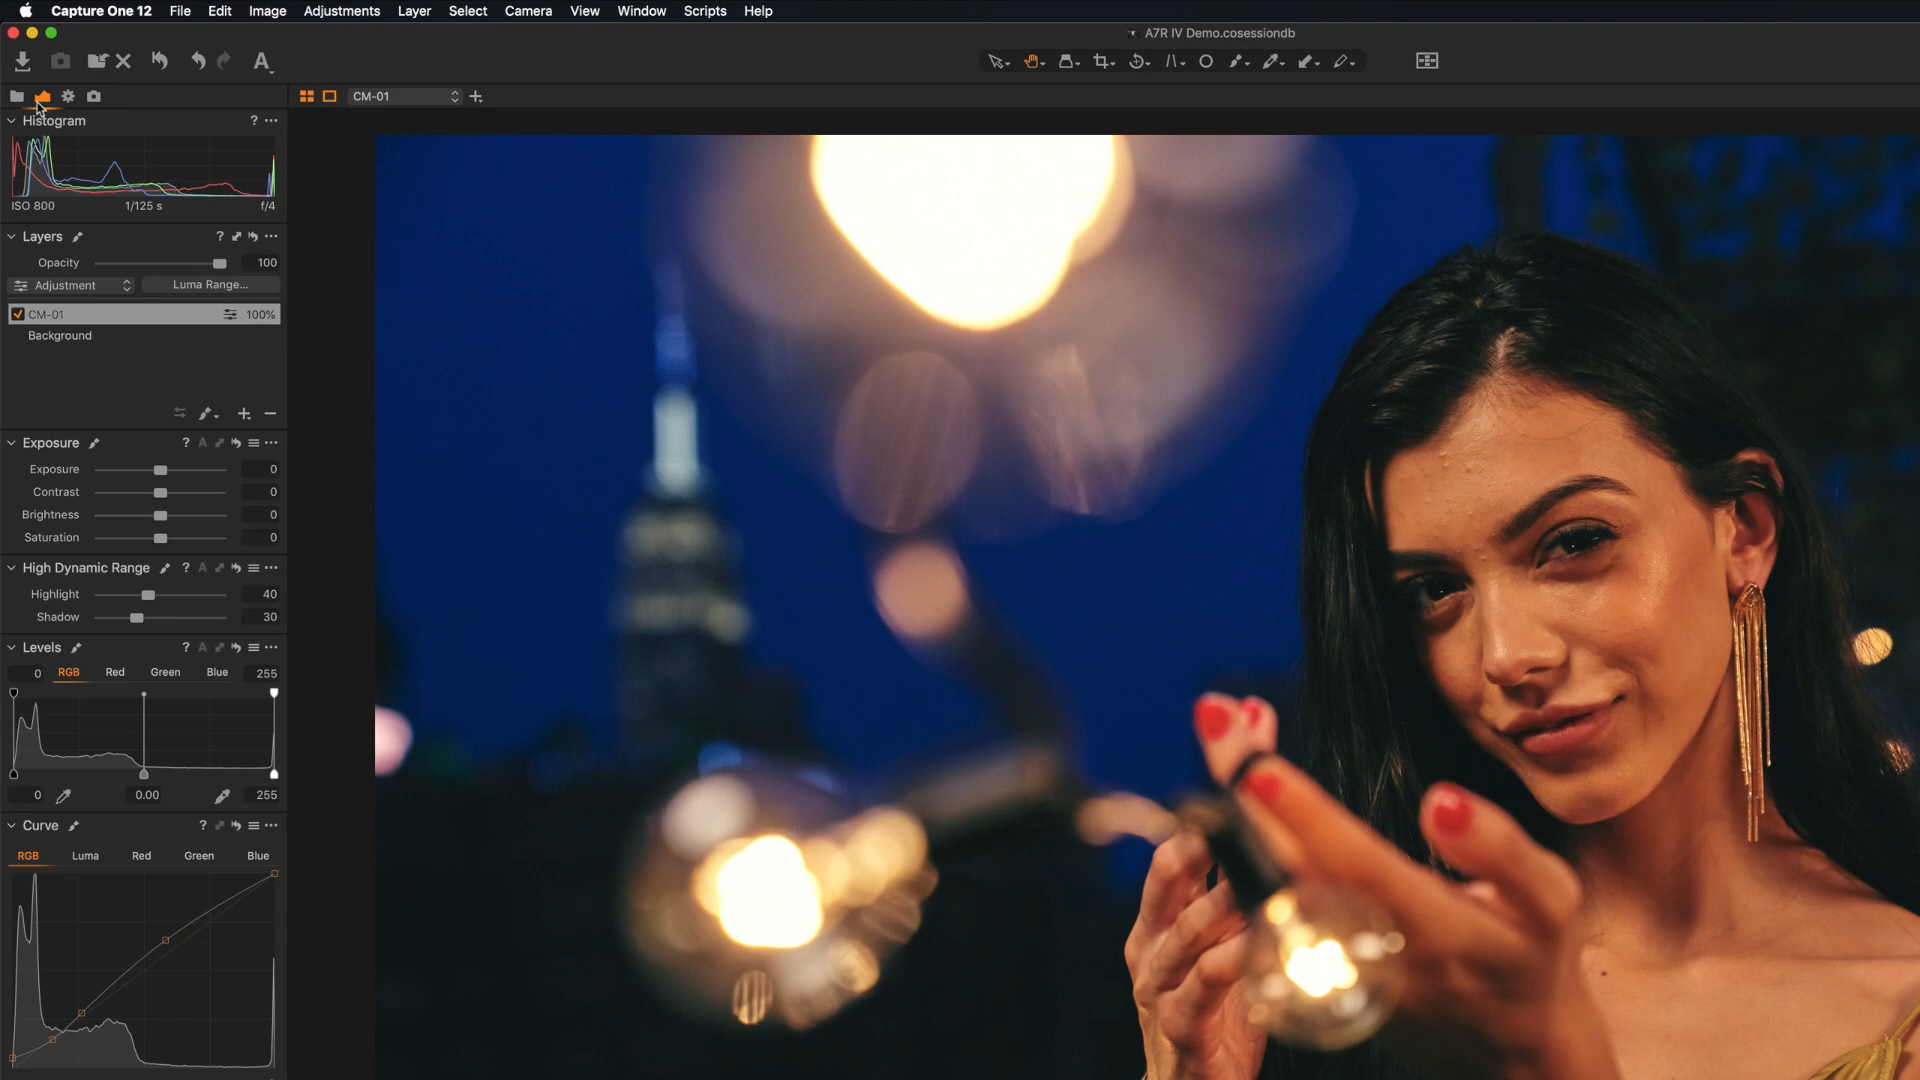 Capture One 12 File Edit Image Adjustments Layer Select Camera View Window Scripts Help
A7R IV Demo.cosessiondb
A
CM-01
Histogram ?
ISO 800 1/125 s f/4
Layers ?
Opacity 100
Adjustment Luma Range...
CM-01 100%
Background
Exposure ? A
Exposure 0
Contrast 0
Brightness 0
Saturation 0
High Dynamic Range ? A
Highlight 40
Shadow 30
Levels ? A
0 RGB Red Green Blue 255
0 0.00 255
Curve ?
RGB Luma Red Green Blue